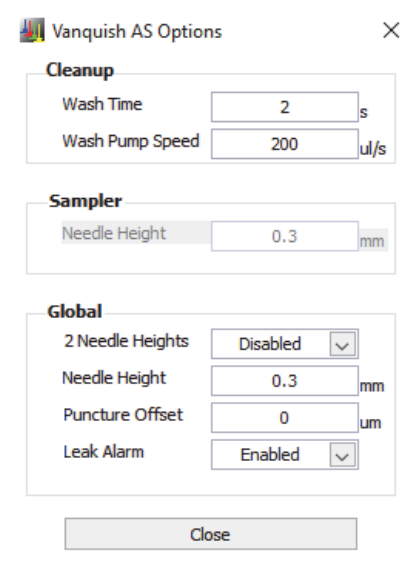 Vanquish AS Options
Cleanup
Wash Time 2 s
Wash Pump Speed 200 ul/s
Sampler
Needle Height 0.3 mm
Global
2 Needle Heights Disabled
Needle Height 0.3 mm
Puncture Offset 0 um
Leak Alarm Enabled
Close